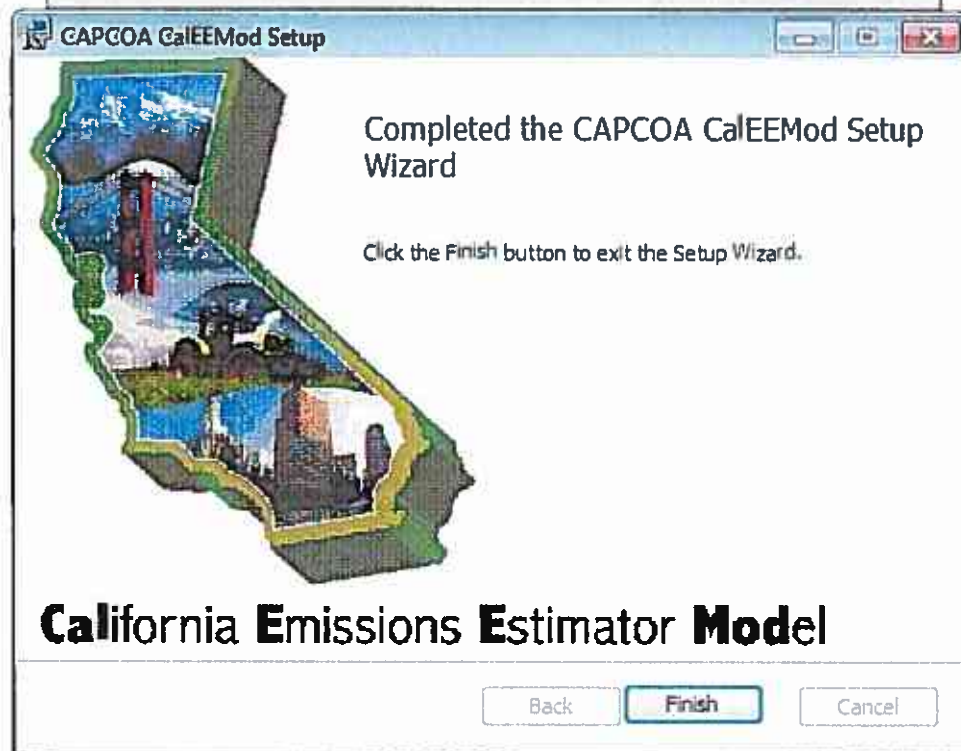 CAPCOA CalEEMod Setup
Completed the CAPCOA CalEEMod Setup
Wizard
Click the Finish button to exit the Setup Wizard.
California Emissions Estimator Model
Back
Finish
Cancel